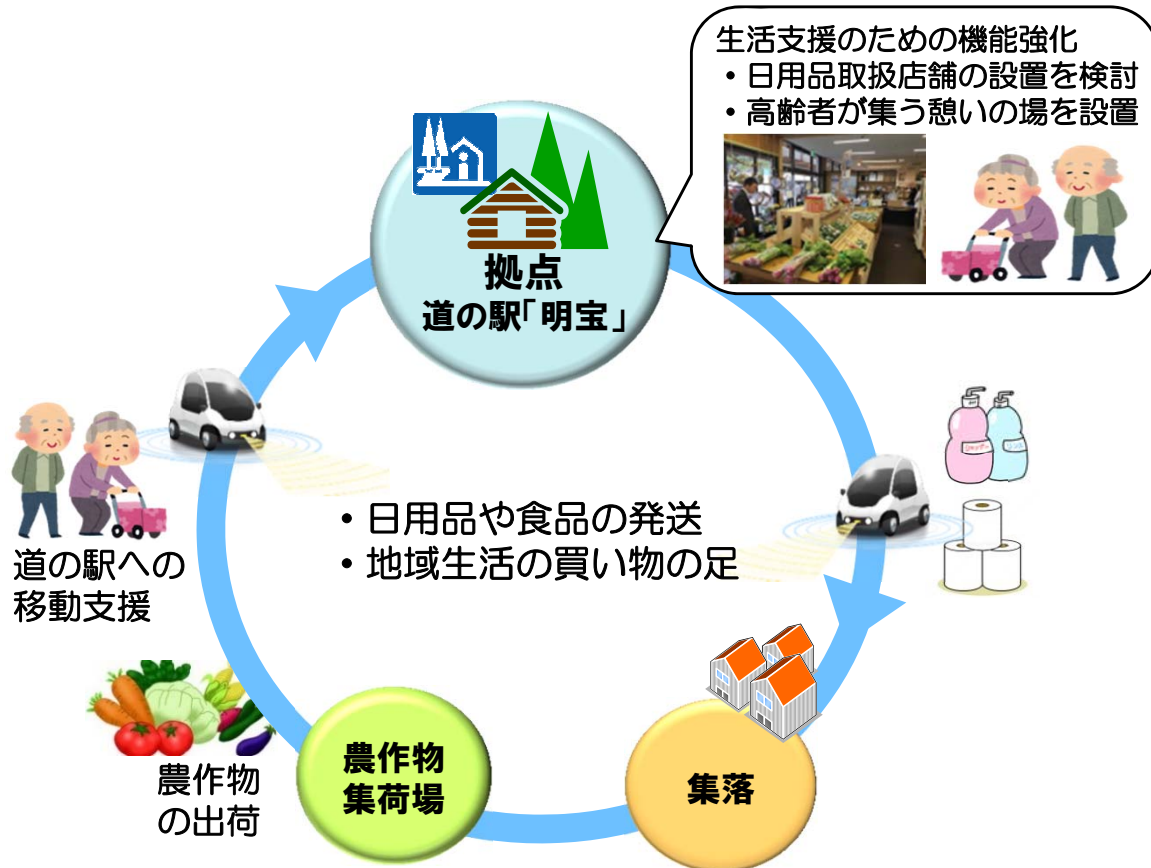 生活支援のための機能強化
・日用品取扱店舗の設置を検討
・高齢者が集う憩いの場を設置
拠点
道の駅「明宝」
・日用品や食品の発送
・地域生活の買い物の足
道の駅への
移動支援
農作物
の出荷
農作物
集荷場
集落